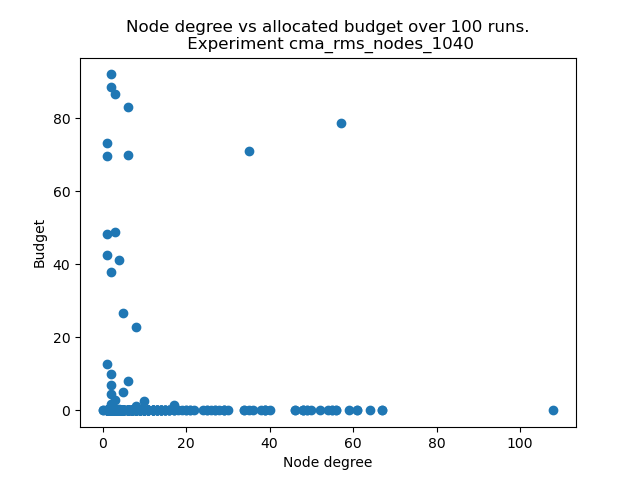 Node degree vs allocated budget over 100 runs.
Experiment cma_rms_nodes_1040
80
60
40
20
0
Budget
0 20 40 60 80 100
Node degree